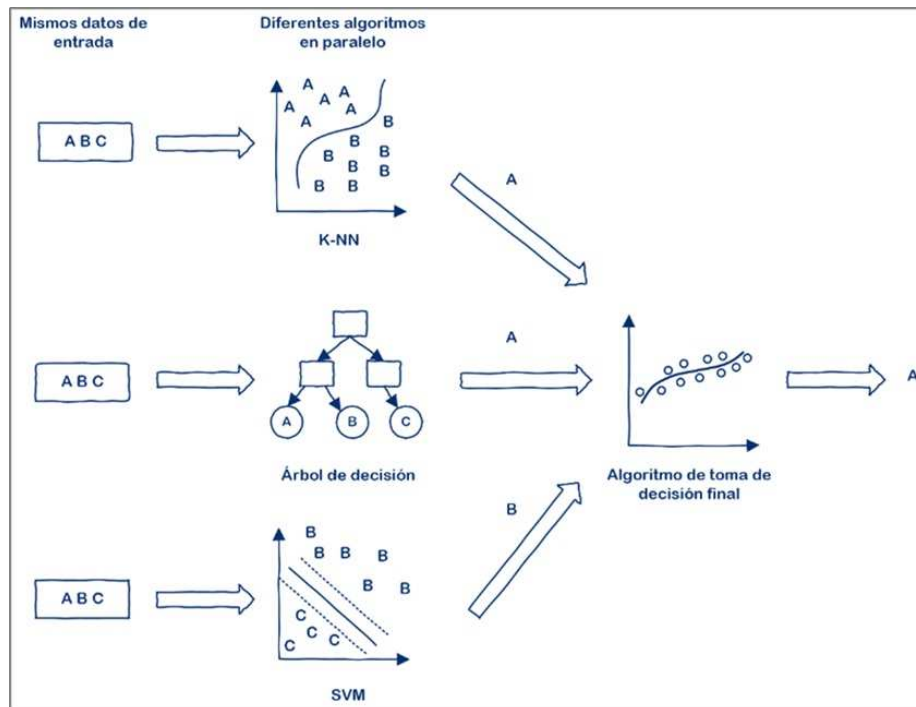 Mismos datos de
entrada
Diferentes algoritmos
en paralelo
A B C
A
A
A
A
A
A
B
B
B
B
B
B
B
B
B
K-NN
A
A B C
A
B
C
Árbol de decisión
A
Algoritmo de toma de
decisión final
A
A B C
B
B
B
B
B
B
C
C
C
C
SVM
B